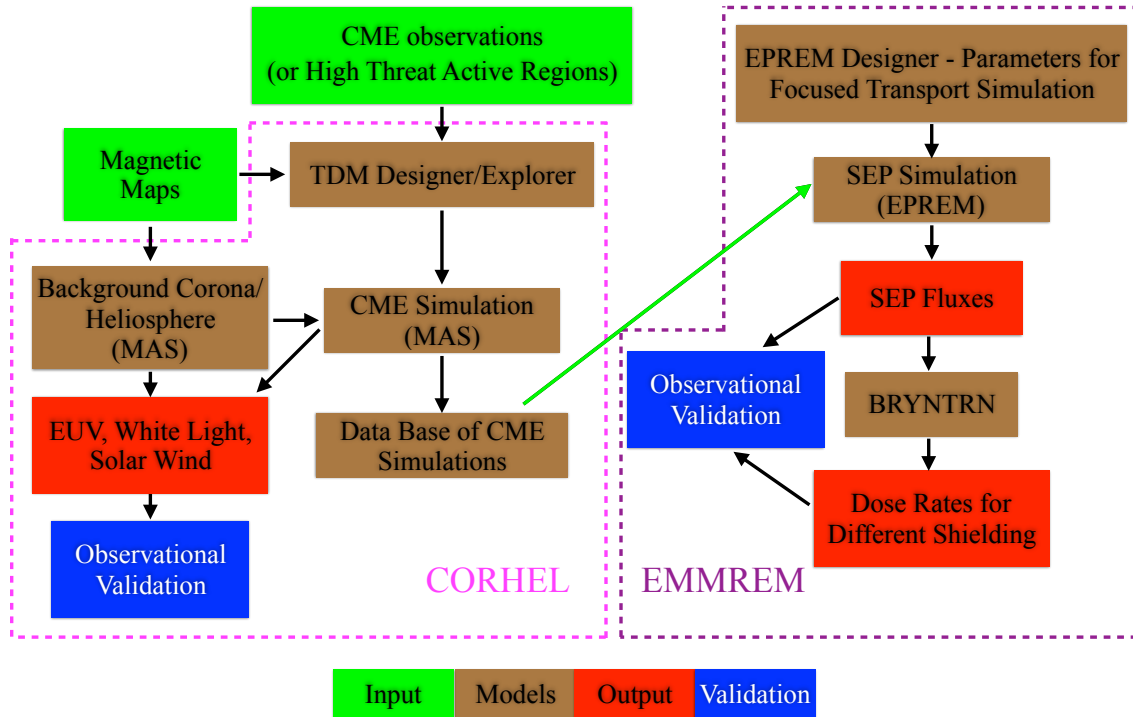 CME observations
(or High Threat Active Regions)
Magnetic
Maps
TDM Designer/Explorer
Background Corona/
Heliosphere
(MAS)
CME Simulation
(MAS)
EUV, White Light,
Solar Wind
Data Base of CME
Simulations
Observational
Validation
CORHEL
EPREM Designer - Parameters for
Focused Transport Simulation
SEP Simulation
(EPREM)
SEP Fluxes
Observational
Validation
BRYNTRN
Dose Rates for
Different Shielding
EMMREM
Input
Models
Output
Validation